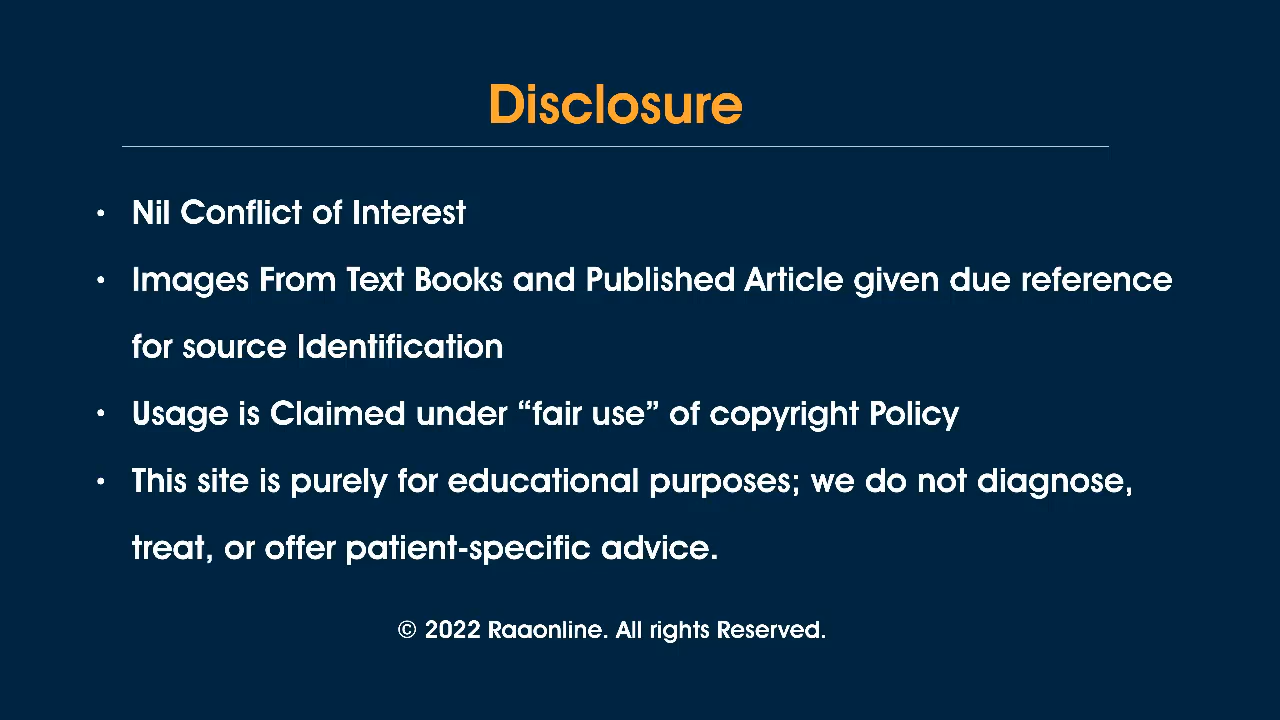 Disclosure
• Nil Conflict of Interest
• Images From Text Books and Published Article given due reference
for source Identification
• Usage is Claimed under “fair use” of copyright Policy
• This site is purely for educational purposes; we do not diagnose,
treat, or offer patient-specific advice.
© 2022 Raaonline. All rights Reserved.